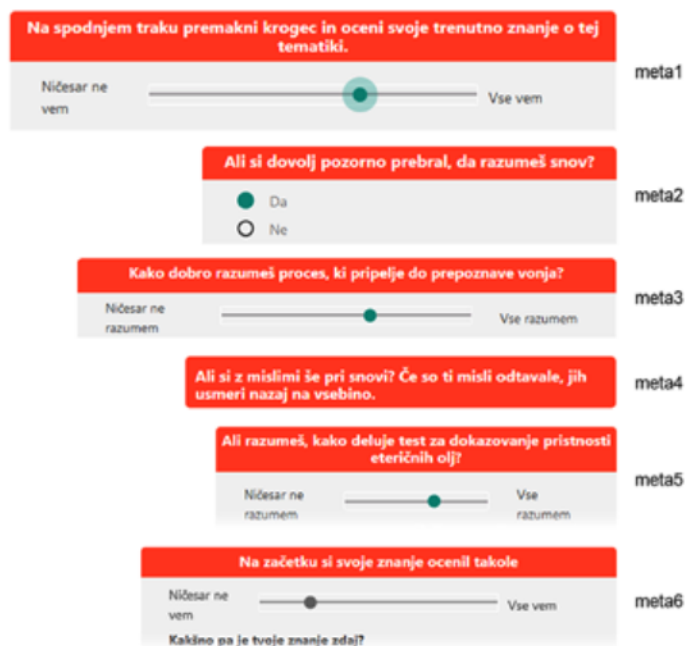 Na spodnjem traku premakni krogec in oceni svoje trenutno znanje o tej
tematiki.
Ničesar ne
vem
Vse vem
meta1
Ali si dovolj pozorno prebral, da razumeš snov?
Da
Ne
meta2
Kako dobro razumeš proces, ki pripelje do prepoznave vonja?
Ničesar ne
razumem
Vse razumem
meta3
Ali si z mislimi še pri snovi? Če so ti misli odtavale, jih
usmeri nazaj na vsebino.
meta4
Ali razumeš, kako deluje test za dokazovanje pristnosti
eteričnih olj?
Ničesar ne
razumem
Vse
razumem
meta5
Na začetku si svoje znanje ocenil takole
Ničesar ne
vem
Vse vem
meta6
Kakšno pa je tvoje znanje zdaj?